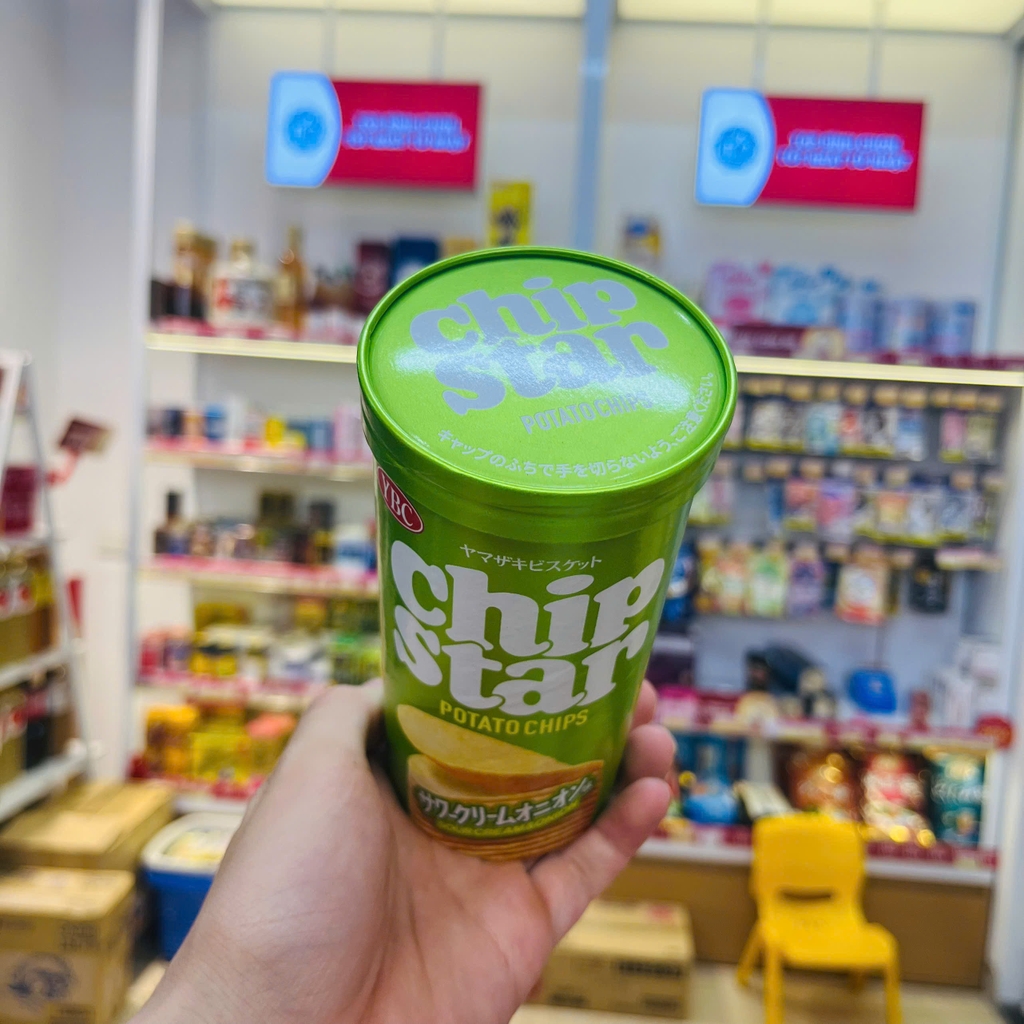 chip
star
POTATO CHIPS
キャップのふちで手を切らないようご注意ください。
YBC
ヤマザキビスケット
chip
star
POTATO CHIPS
サワークリームオニオン味